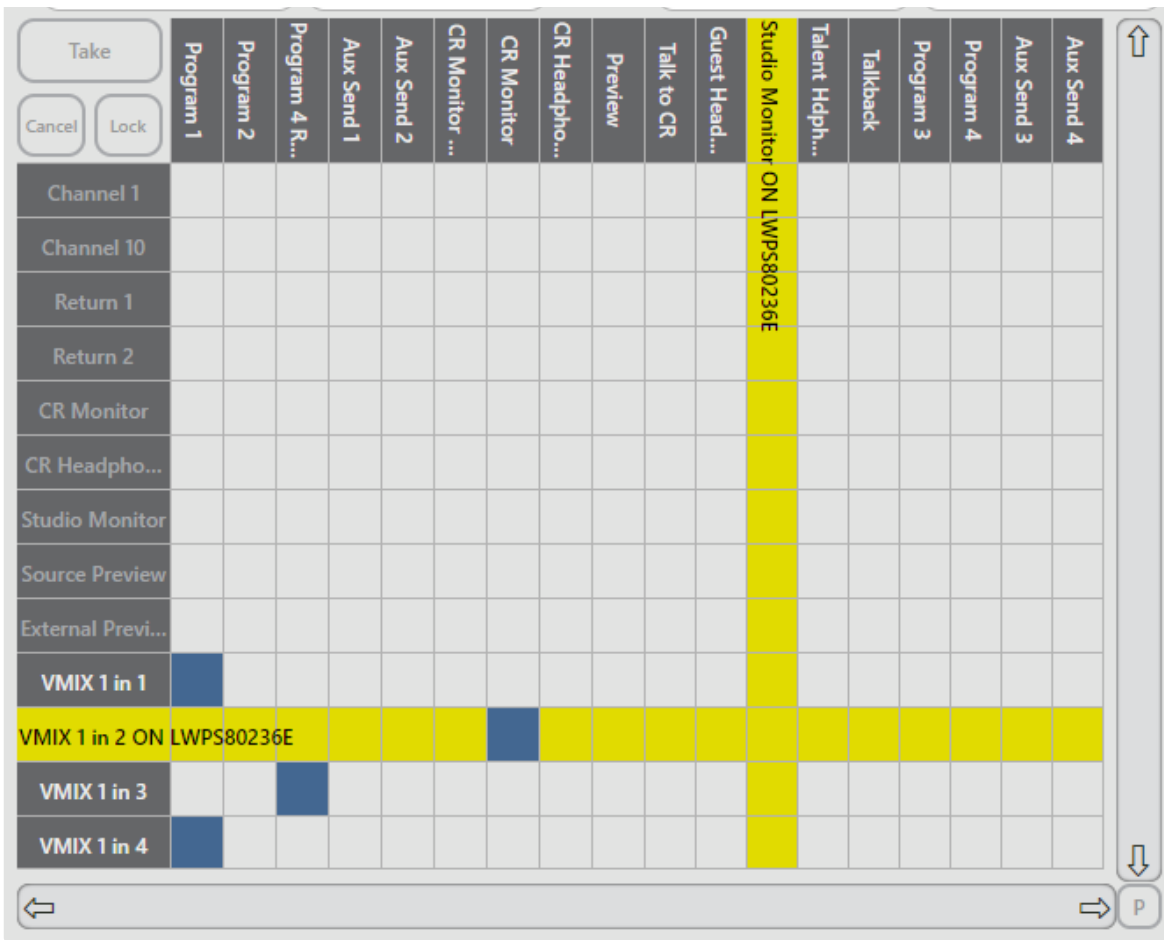 Take
Cancel
Lock
Program 1
Program 2
Program 4 R...
Aux Send 1
Aux Send 2
CR Monitor ...
CR Monitor
CR Headpho...
Preview
Talk to CR
Guest Head...
Studio Monitor ON LWPS80236E
Talent Hdph...
Talkback
Program 3
Program 4
Aux Send 3
Aux Send 4
Channel 1
Channel 10
Return 1
Return 2
CR Monitor
CR Headpho...
Studio Monitor
Source Preview
External Previ...
VMIX 1 in 1
VMIX 1 in 2 ON LWPS80236E
VMIX 1 in 3
VMIX 1 in 4
P